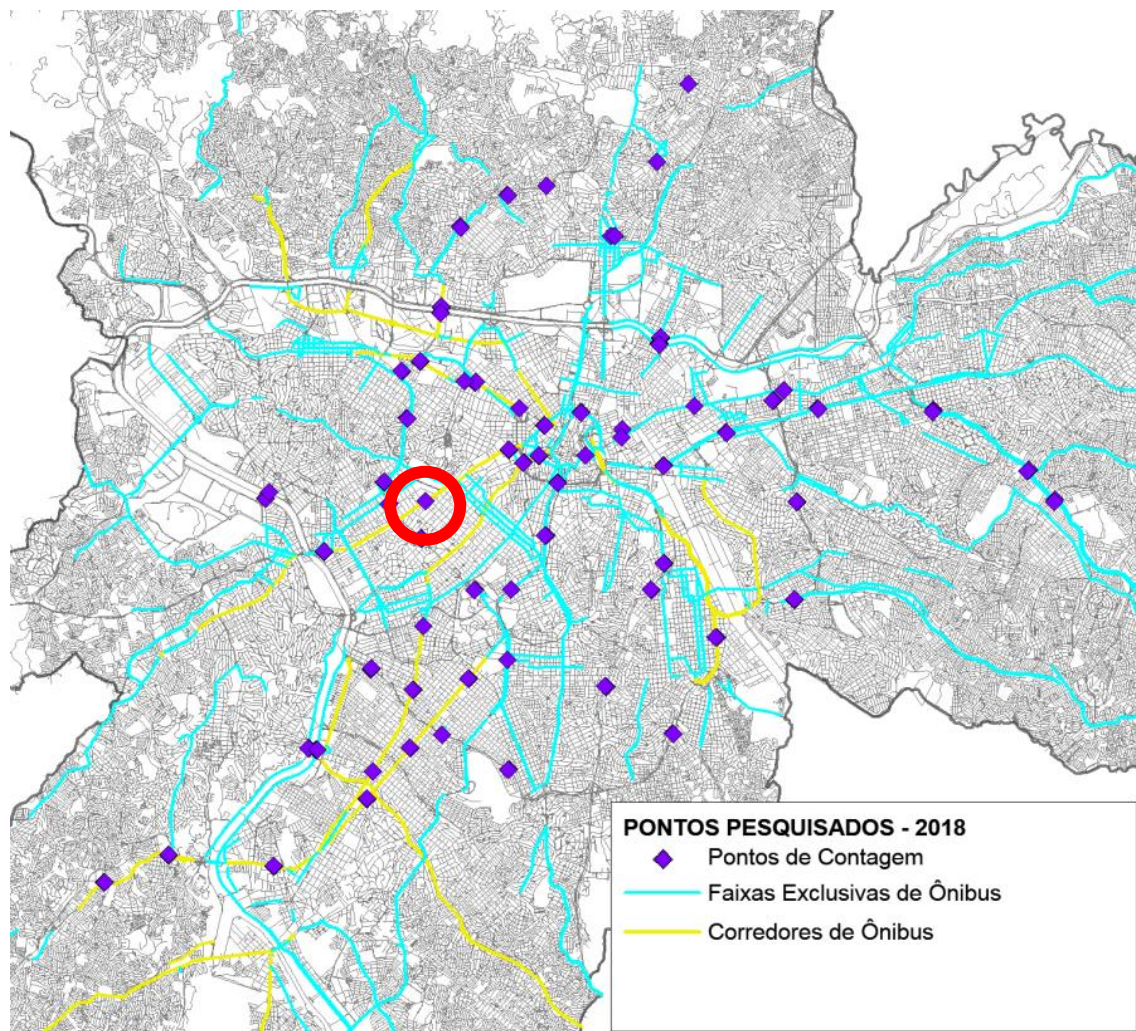 PONTOS PESQUISADOS - 2018
Pontos de Contagem
Faixas Exclusivas de Ônibus
Corredores de Ônibus